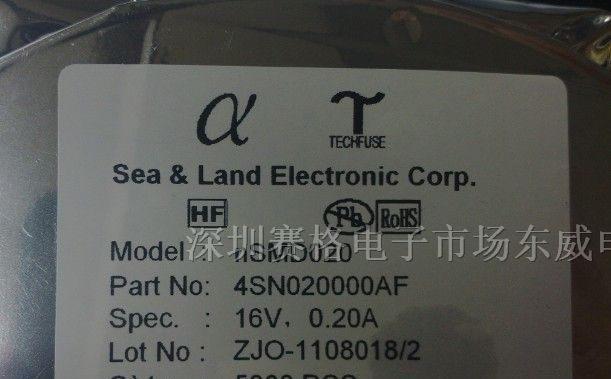 α
TECHFUSE
Sea & Land Electronic Corp.
HF Pb RoHS
Model : nSMD020
深圳赛格电子市场东威电
Part No: 4SN020000AF
Spec. : 16V, 0.20A
Lot No : ZJO-1108018/2